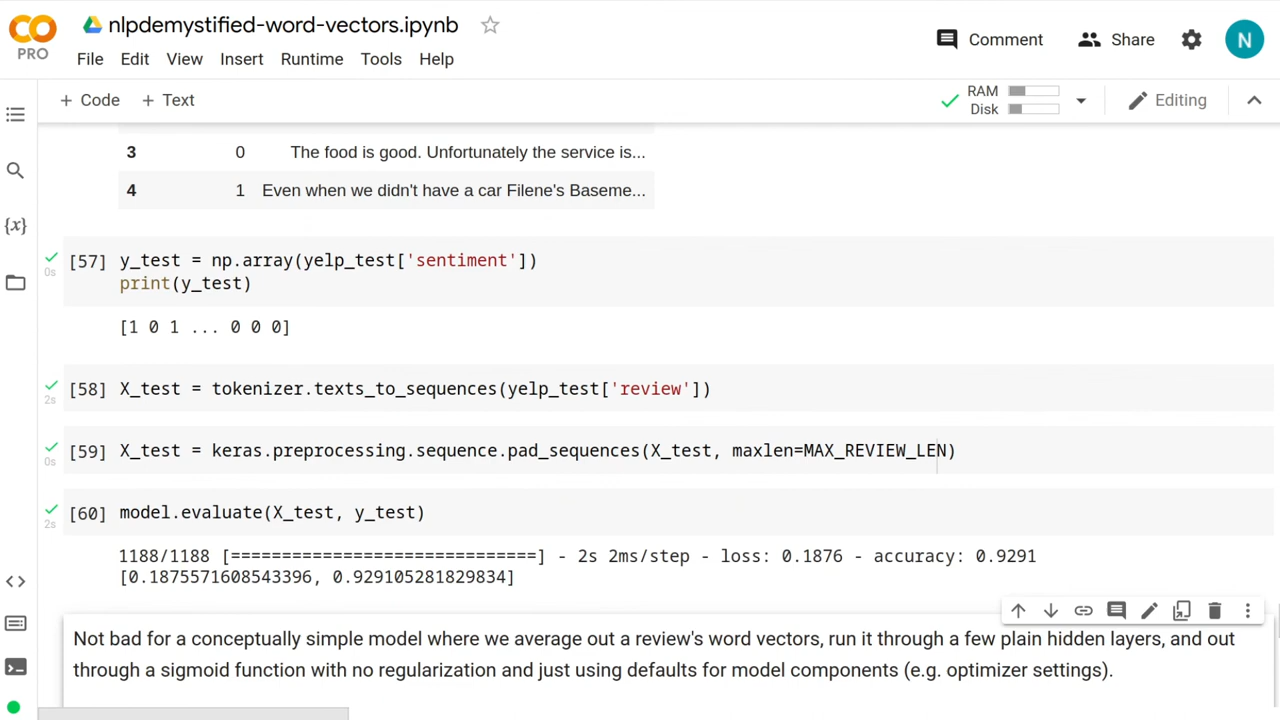 nlpdemystified-word-vectors.ipynb
PRO
File Edit View Insert Runtime Tools Help
Comment Share N
+ Code + Text
RAM
Disk
Editing
{x}
3 0 The food is good. Unfortunately the service is...
4 1 Even when we didn't have a car Filene's Baseme...
0s
[57] y_test = np.array(yelp_test['sentiment'])
print(y_test)
[1 0 1 ... 0 0 0]
2s
[58] X_test = tokenizer.texts_to_sequences(yelp_test['review'])
0s
[59] X_test = keras.preprocessing.sequence.pad_sequences(X_test, maxlen=MAX_REVIEW_LEN)
2s
[60] model.evaluate(X_test, y_test)
1188/1188 [==============================] - 2s 2ms/step - loss: 0.1876 - accuracy: 0.9291
[0.1875571608543396, 0.929105281829834]
Not bad for a conceptually simple model where we average out a review's word vectors, run it through a few plain hidden layers, and out
through a sigmoid function with no regularization and just using defaults for model components (e.g. optimizer settings).